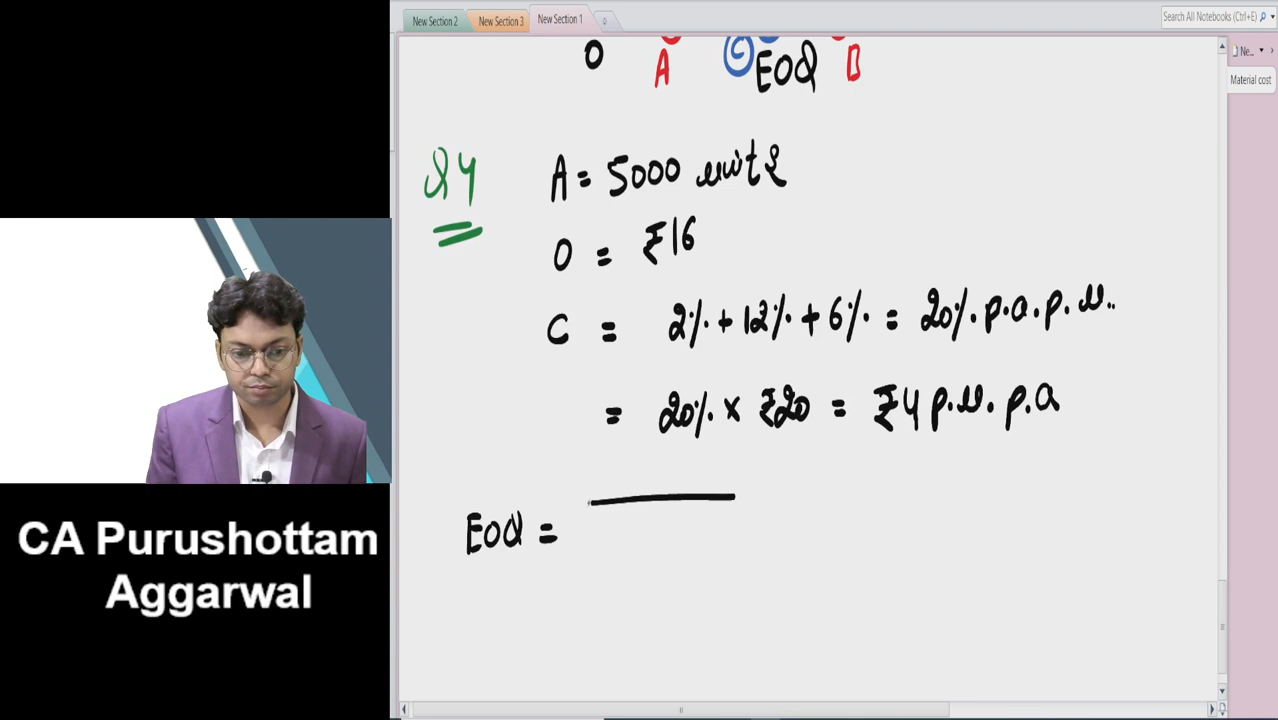 New Section 2
New Section 3
New Section 1
Search All Notebooks (Ctrl+E)
Ne...
Material cost
O A C EOQ B
Q4
A = 5000 units
O = ₹16
C = 2% + 12% + 6% = 20% p.a. p.u.
= 20% × ₹20 = ₹4 p.u. p.a
EOQ =
CA Purushottam
Aggarwal